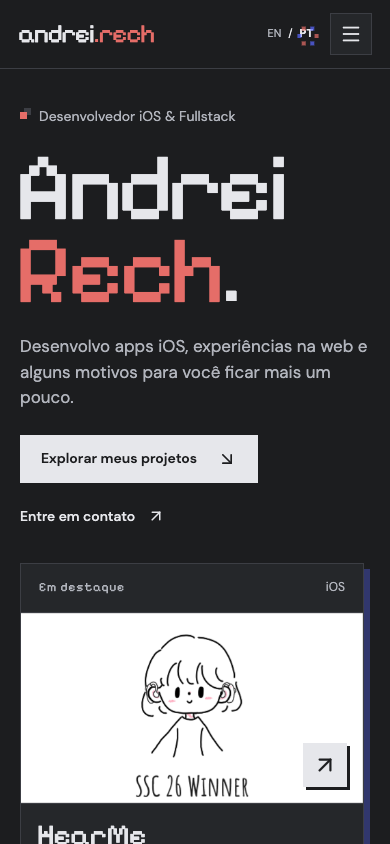 andrei.rech
EN / PT
Desenvolvedor iOS & Fullstack
Andrei
Rech.
Desenvolvo apps iOS, experiências na web e
alguns motivos para você ficar mais um
pouco.
Explorar meus projetos
Entre em contato
Em destaque
iOS
SSC 26 WINNER
HearMe